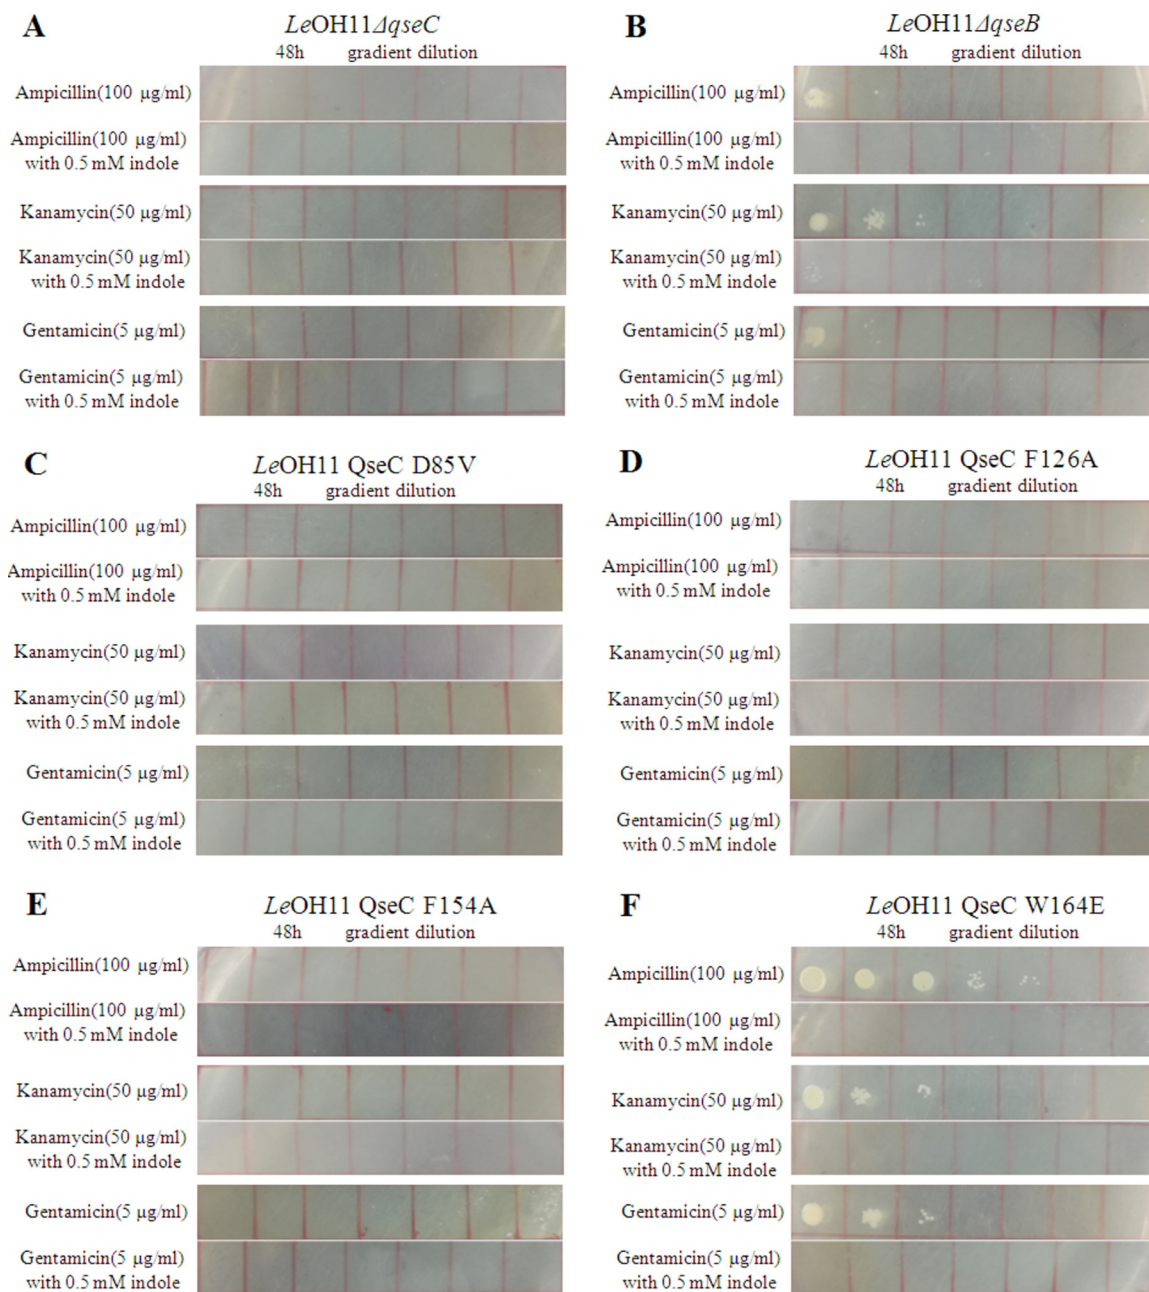 A
LeOH11ΔqseC
48h gradient dilution
Ampicillin(100 μg/ml)
Ampicillin(100 μg/ml)
with 0.5 mM indole
Kanamycin(50 μg/ml)
Kanamycin(50 μg/ml)
with 0.5 mM indole
Gentamicin(5 μg/ml)
Gentamicin(5 μg/ml)
with 0.5 mM indole
B
LeOH11ΔqseB
48h gradient dilution
Ampicillin(100 μg/ml)
Ampicillin(100 μg/ml)
with 0.5 mM indole
Kanamycin(50 μg/ml)
Kanamycin(50 μg/ml)
with 0.5 mM indole
Gentamicin(5 μg/ml)
Gentamicin(5 μg/ml)
with 0.5 mM indole
C
LeOH11 QseC D85V
48h gradient dilution
Ampicillin(100 μg/ml)
Ampicillin(100 μg/ml)
with 0.5 mM indole
Kanamycin(50 μg/ml)
Kanamycin(50 μg/ml)
with 0.5 mM indole
Gentamicin(5 μg/ml)
Gentamicin(5 μg/ml)
with 0.5 mM indole
D
LeOH11 QseC F126A
48h gradient dilution
Ampicillin(100 μg/ml)
Ampicillin(100 μg/ml)
with 0.5 mM indole
Kanamycin(50 μg/ml)
Kanamycin(50 μg/ml)
with 0.5 mM indole
Gentamicin(5 μg/ml)
Gentamicin(5 μg/ml)
with 0.5 mM indole
E
LeOH11 QseC F154A
48h gradient dilution
Ampicillin(100 μg/ml)
Ampicillin(100 μg/ml)
with 0.5 mM indole
Kanamycin(50 μg/ml)
Kanamycin(50 μg/ml)
with 0.5 mM indole
Gentamicin(5 μg/ml)
Gentamicin(5 μg/ml)
with 0.5 mM indole
F
LeOH11 QseC W164E
48h gradient dilution
Ampicillin(100 μg/ml)
Ampicillin(100 μg/ml)
with 0.5 mM indole
Kanamycin(50 μg/ml)
Kanamycin(50 μg/ml)
with 0.5 mM indole
Gentamicin(5 μg/ml)
Gentamicin(5 μg/ml)
with 0.5 mM indole